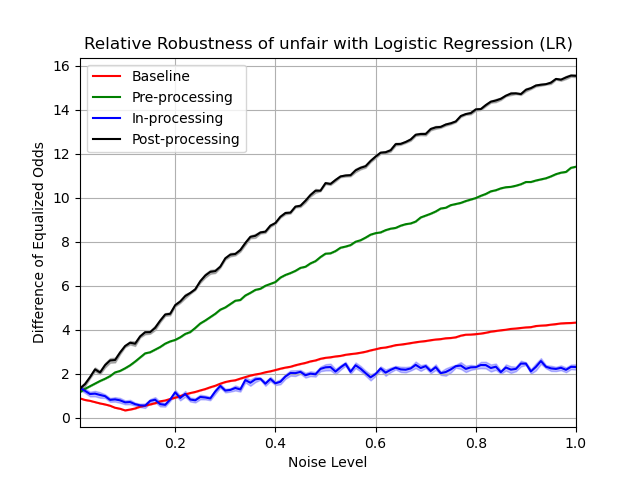 Relative Robustness of unfair with Logistic Regression (LR)
Difference of Equalized Odds
16
14
12
10
8
6
4
2
0
Baseline
Pre-processing
In-processing
Post-processing
0.2 0.4 0.6 0.8 1.0
Noise Level